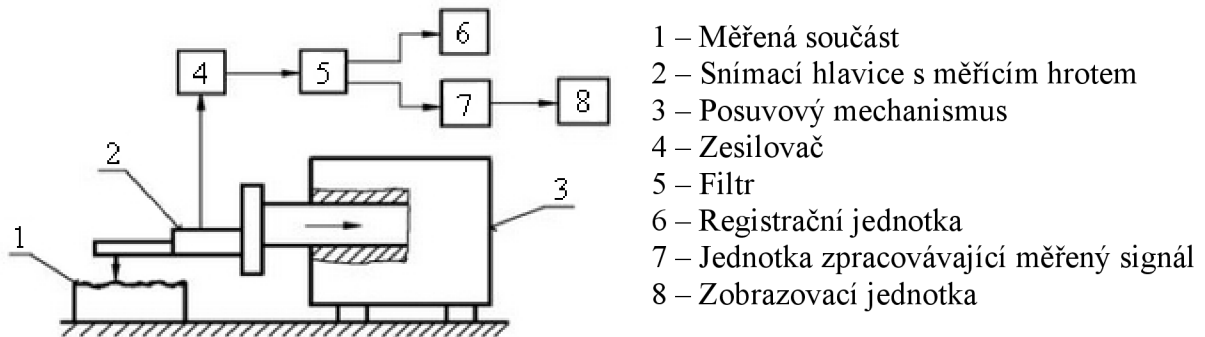 6
4
5
7
8
2
3
1
1 – Měřená součást
2 – Snímací hlavice s měřícím hrotem
3 – Posuvový mechanismus
4 – Zesilovač
5 – Filtr
6 – Registrační jednotka
7 – Jednotka zpracovávající měřený signál
8 – Zobrazovací jednotka